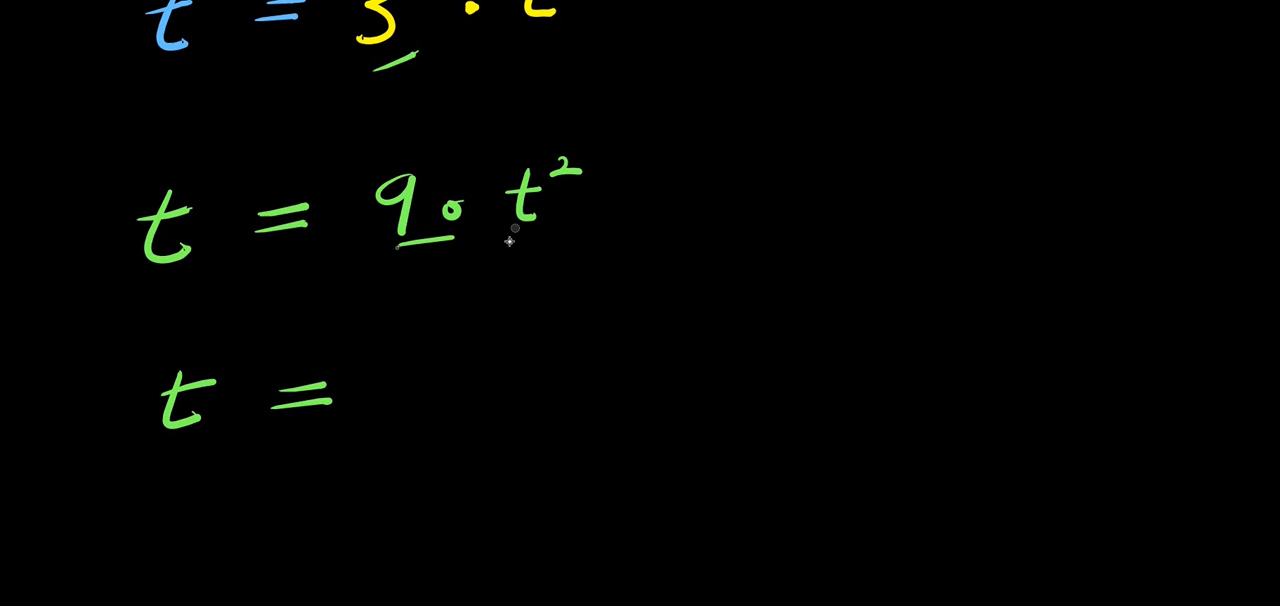 t = 3 ·
t = 9 · t²
t =